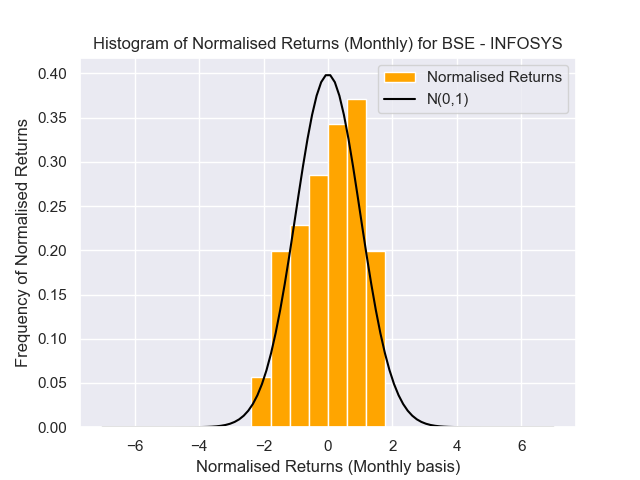 Histogram of Normalised Returns (Monthly) for BSE - INFOSYS
Normalised Returns
N(0,1)
Frequency of Normalised Returns
0.40
0.35
0.30
0.25
0.20
0.15
0.10
0.05
0.00
−6 −4 −2 0 2 4 6
Normalised Returns (Monthly basis)